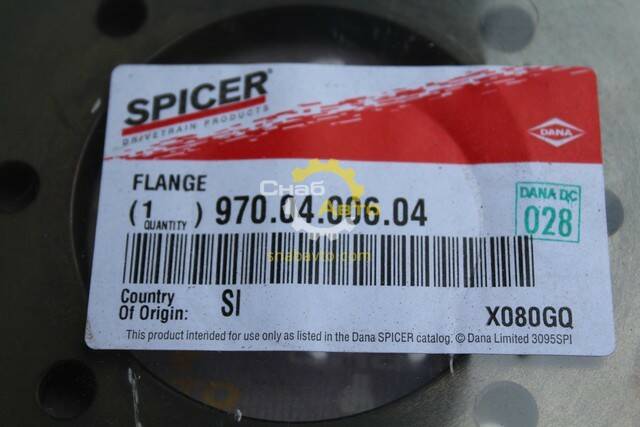 SPICER®
DRIVETRAIN PRODUCTS
DANA
FLANGE
(1) 970.04.006.04
QUANTITY
DANA DC
028
Снаб
Авто
snabavto.com
Country
Of Origin: SI
X080GQ
This product intended for use only as listed in the Dana SPICER catalog. © Dana Limited 3095SPI